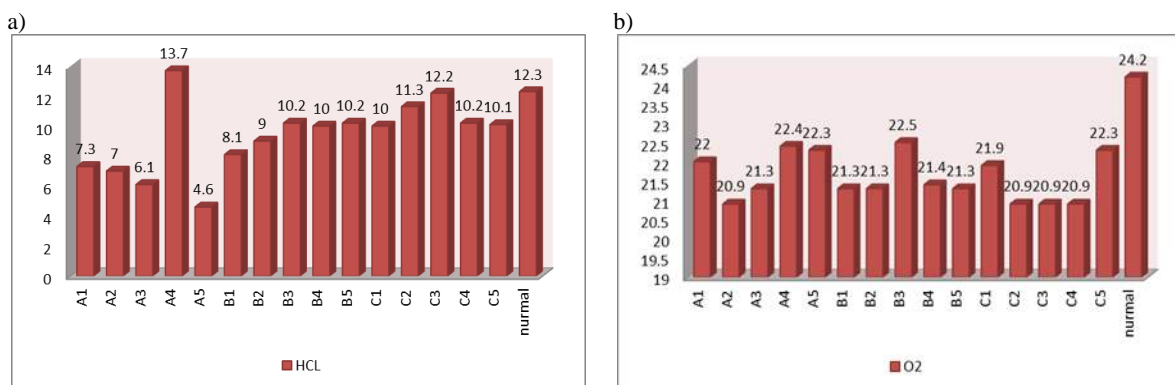 a)
14
12
10
8
6
4
2
0
7.3
7
6.1
13.7
4.6
8.1
9
10.2
10
10.2
10
11.3
12.2
10.2
10.1
12.3
A1
A2
A3
A4
A5
B1
B2
B3
B4
B5
C1
C2
C3
C4
C5
nurmal
HCL
b)
24.5
24
23.5
23
22.5
22
21.5
21
20.5
20
19.5
19
22
20.9
21.3
22.4
22.3
21.3
21.3
22.5
21.4
21.3
21.9
20.9
20.9
20.9
22.3
24.2
A1
A2
A3
A4
A5
B1
B2
B3
B4
B5
C1
C2
C3
C4
C5
nurmal
O2